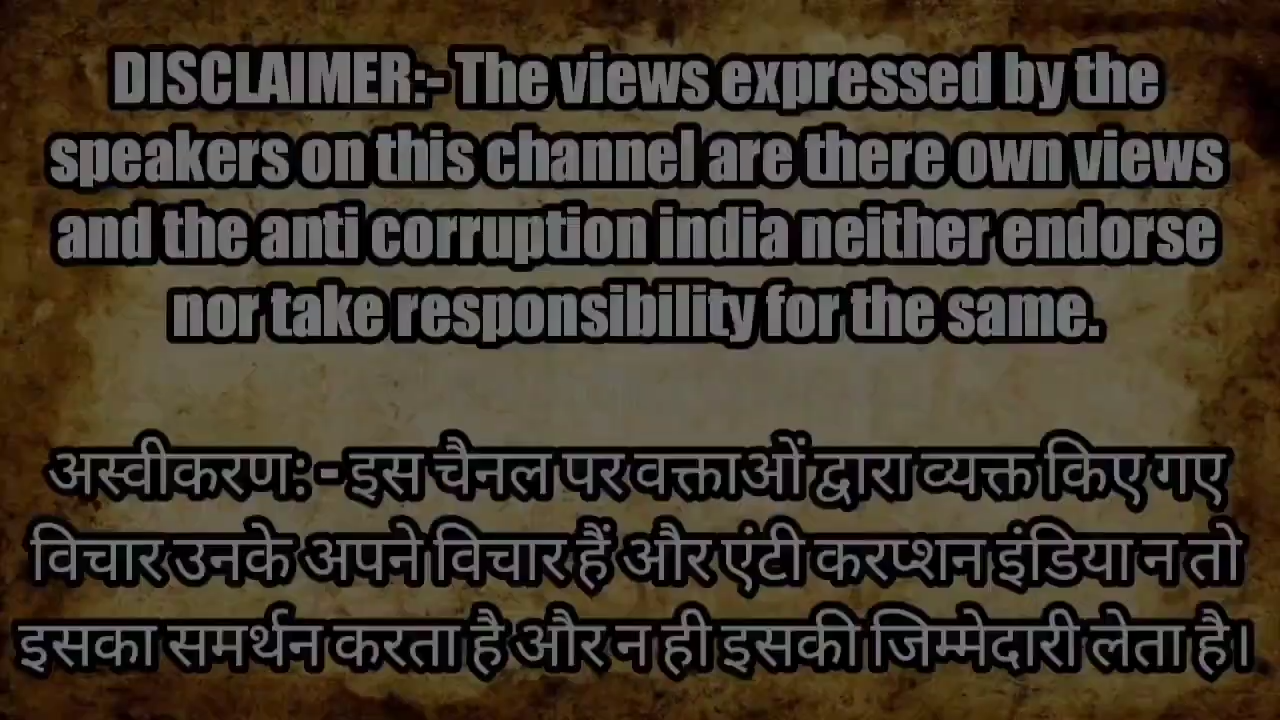 DISCLAIMER:- The views expressed by the
speakers on this channel are there own views
and the anti corruption india neither endorse
nor take responsibility for the same.
अस्वीकरण: - इस चैनल पर वक्ताओं द्वारा व्यक्त किए गए
विचार उनके अपने विचार हैं और एंटी करप्शन इंडिया न तो
इसका समर्थन करता है और न ही इसकी जिम्मेदारी लेता है।